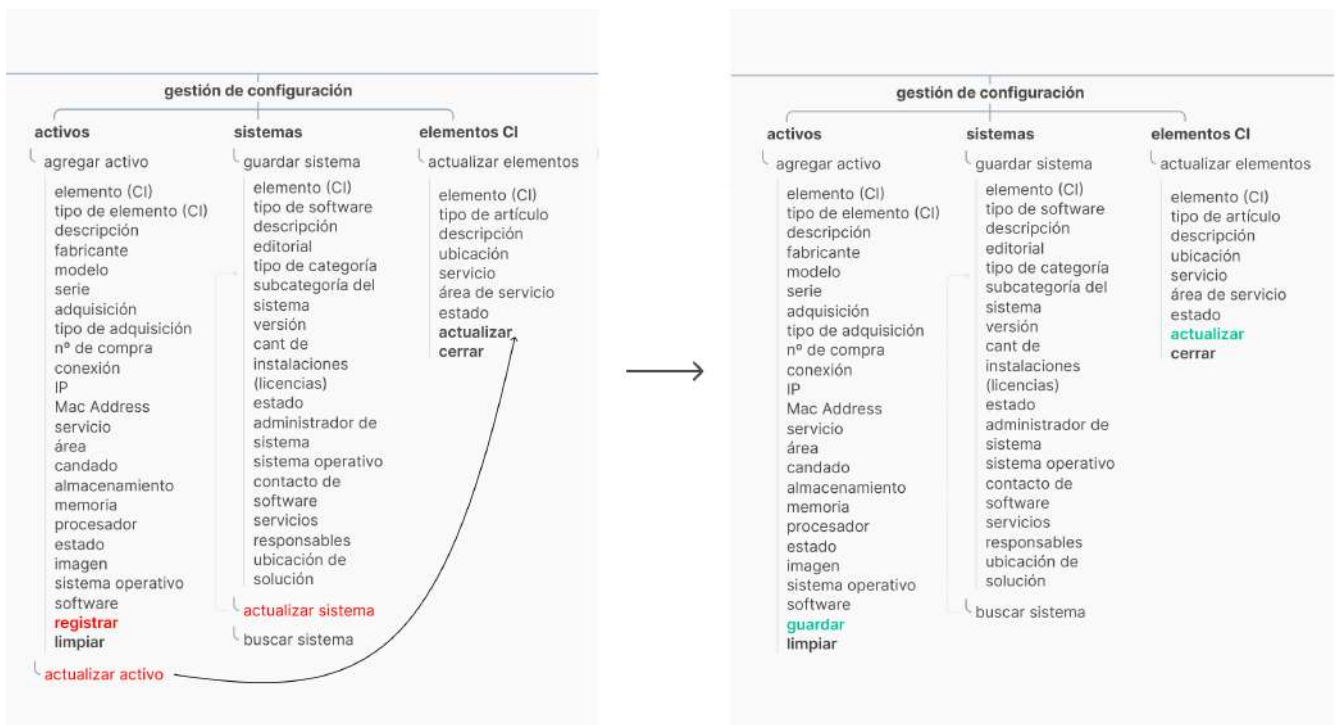 gestión de configuración
activos
agregar activo
elemento (CI)
tipo de elemento (CI)
descripción
fabricante
modelo
serie
adquisición
tipo de adquisición
nº de compra
conexión
IP
Mac Address
servicio
área
candado
almacenamiento
memoria
procesador
estado
imagen
sistema operativo
software
registrar
limpiar
actualizar activo
sistemas
guardar sistema
elemento (CI)
tipo de software
descripción
editorial
tipo de categoría
subcategoría del
sistema
versión
cant de
instalaciones
(licencias)
estado
administrador de
sistema
sistema operativo
contacto de
software
servicios
responsables
ubicación de
solución
actualizar sistema
buscar sistema
elementos CI
actualizar elementos
elemento (CI)
tipo de artículo
descripción
ubicación
servicio
área de servicio
estado
actualizar
cerrar
gestión de configuración
activos
agregar activo
elemento (CI)
tipo de elemento (CI)
descripción
fabricante
modelo
serie
adquisición
tipo de adquisición
nº de compra
conexión
IP
Mac Address
servicio
área
candado
almacenamiento
memoria
procesador
estado
imagen
sistema operativo
software
guardar
limpiar
sistemas
guardar sistema
elemento (CI)
tipo de software
descripción
editorial
tipo de categoría
subcategoría del
sistema
versión
cant de
instalaciones
(licencias)
estado
administrador de
sistema
sistema operativo
contacto de
software
servicios
responsables
ubicación de
solución
buscar sistema
elementos CI
actualizar elementos
elemento (CI)
tipo de artículo
descripción
ubicación
servicio
área de servicio
estado
actualizar
cerrar